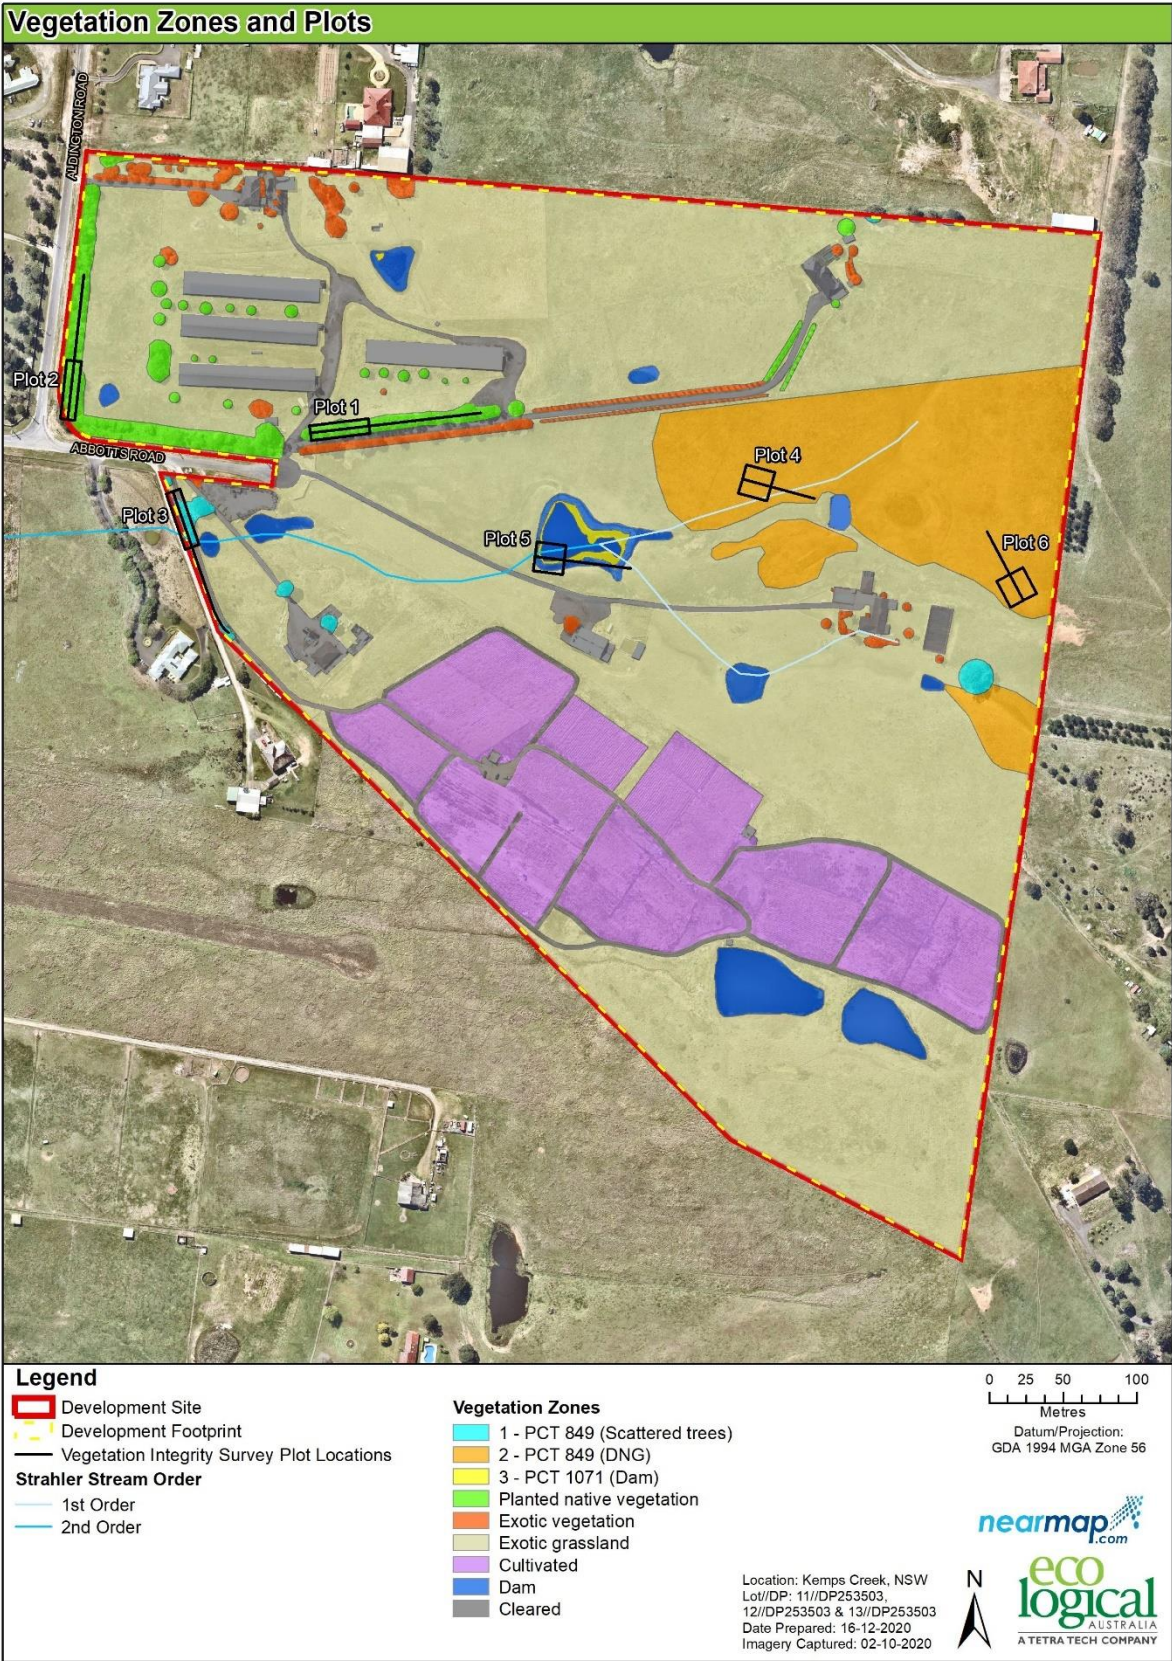 Vegetation Zones and Plots
ALDINGTON ROAD
Plot 2
Plot 1
ABBOTTS ROAD
Plot 4
Plot 3
Plot 5
Plot 6
Legend
Development Site
Development Footprint
Vegetation Integrity Survey Plot Locations
Strahler Stream Order
1st Order
2nd Order
Vegetation Zones
1 - PCT 849 (Scattered trees)
2 - PCT 849 (DNG)
3 - PCT 1071 (Dam)
Planted native vegetation
Exotic vegetation
Exotic grassland
Cultivated
Dam
Cleared
0 25 50 100
Metres
Datum/Projection:
GDA 1994 MGA Zone 56
nearmap
.com
Location: Kemps Creek, NSW
Lot//DP: 11//DP253503,
12//DP253503 & 13//DP253503
Date Prepared: 16-12-2020
Imagery Captured: 02-10-2020
N
eco
logical
AUSTRALIA
A TETRA TECH COMPANY